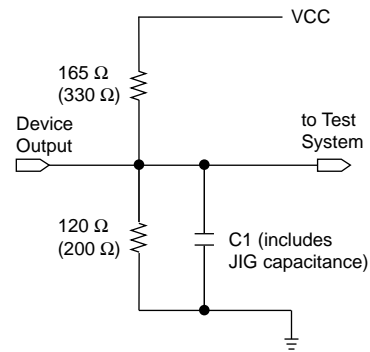 VCC
165 Ω
(330 Ω)
Device
Output
to Test
System
120 Ω
(200 Ω)
C1 (includes
JIG capacitance)